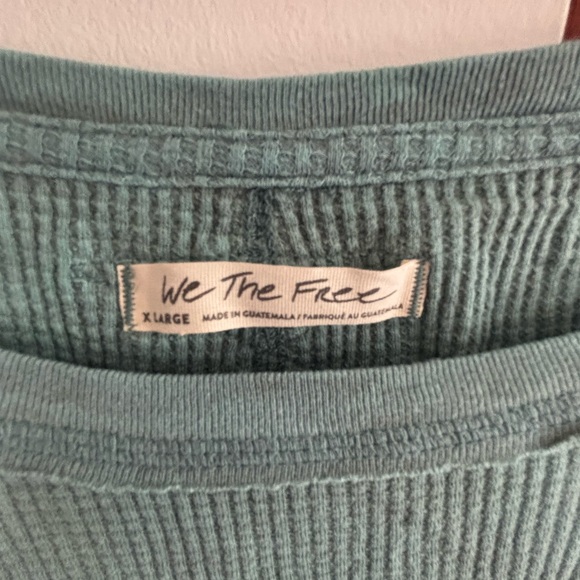 We The Free
X LARGE MADE IN GUATEMALA / FABRIQUÉ AU GUATEMALA